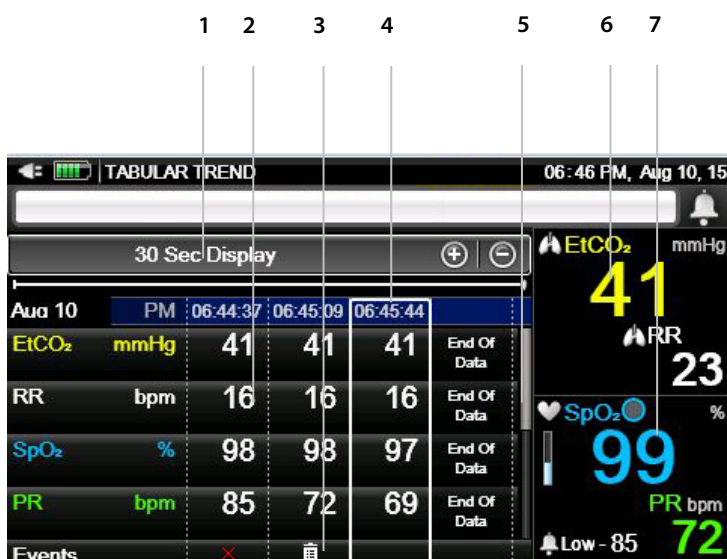 1 2 3 4 5 6 7
TABULAR TREND 06:46 PM, Aug 10, 15
30 Sec Display
Aug 10 PM 06:44:37 06:45:09 06:45:44
EtCO₂ mmHg 41 41 41 End Of Data
RR bpm 16 16 16 End Of Data
SpO₂ % 98 98 97 End Of Data
PR bpm 85 72 69 End Of Data
Events
EtCO₂ mmHg
41
RR
23
SpO₂ %
99
PR bpm
Low - 85 72